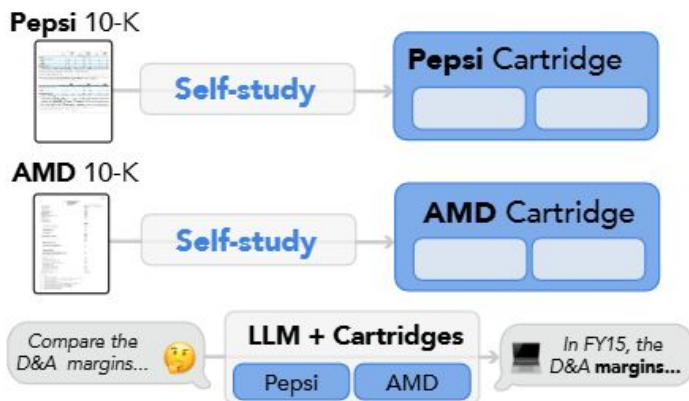 Pepsi 10-K
Self-study
Pepsi Cartridge
AMD 10-K
Self-study
AMD Cartridge
Compare the
D&A margins...
LLM + Cartridges
Pepsi
AMD
In FY15, the
D&A margins...